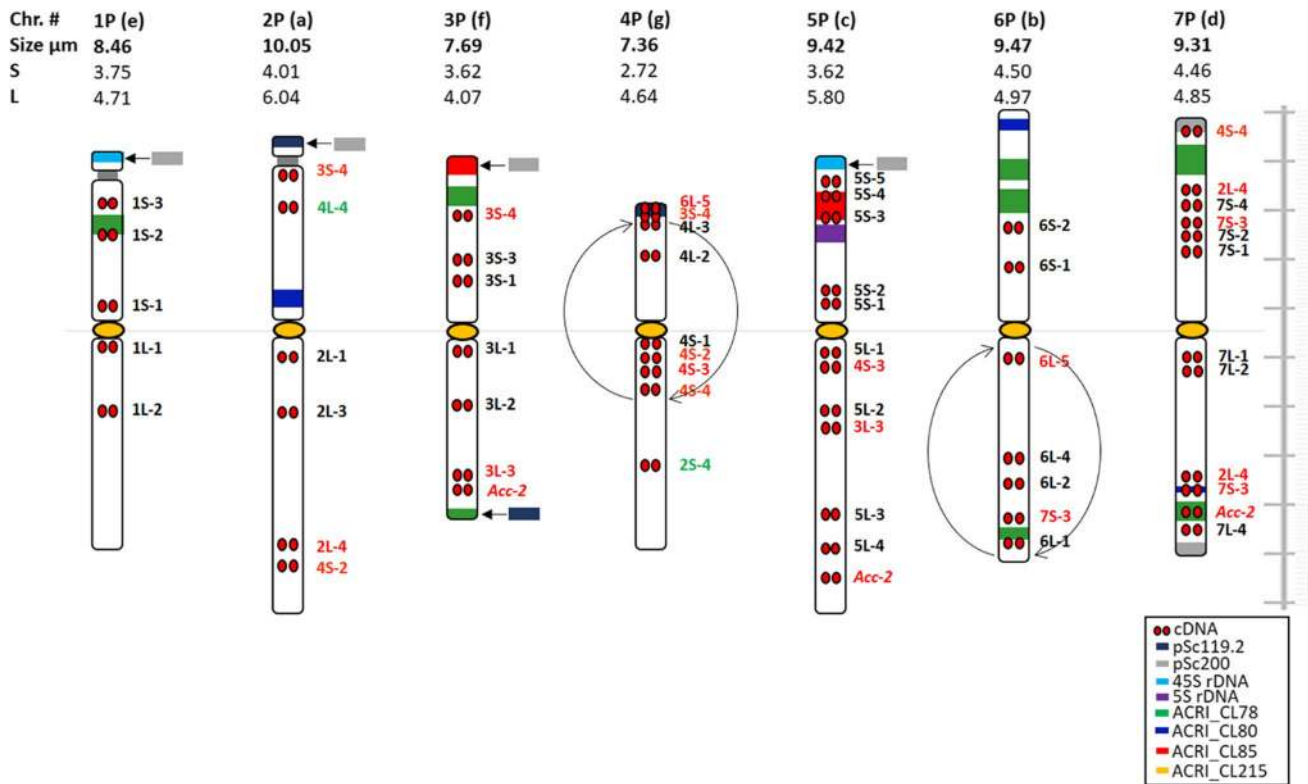 Chr. # 1P (e) 2P (a) 3P (f) 4P (g) 5P (c) 6P (b) 7P (d)
Size µm 8.46 10.05 7.69 7.36 9.42 9.47 9.31
S 3.75 4.01 3.62 2.72 3.62 4.50 4.46
L 4.71 6.04 4.07 4.64 5.80 4.97 4.85
1S-3
1S-2
1S-1
1L-1
1L-2
3S-4
4L-4
2L-1
2L-3
2L-4
4S-2
3S-4
3S-3
3S-1
3L-1
3L-2
3L-3
Acc-2
6L-5
3S-4
4L-3
4L-2
4S-1
4S-2
4S-3
4S-4
2S-4
5S-5
5S-4
5S-3
5S-2
5S-1
5L-1
4S-3
5L-2
3L-3
5L-3
5L-4
Acc-2
6S-2
6S-1
6L-5
6L-4
6L-2
7S-3
6L-1
4S-4
2L-4
7S-4
7S-3
7S-2
7S-1
7L-1
7L-2
2L-4
7S-3
Acc-2
7L-4
cDNA
pSc119.2
pSc200
45S rDNA
5S rDNA
ACRI_CL78
ACRI_CL80
ACRI_CL85
ACRI_CL215